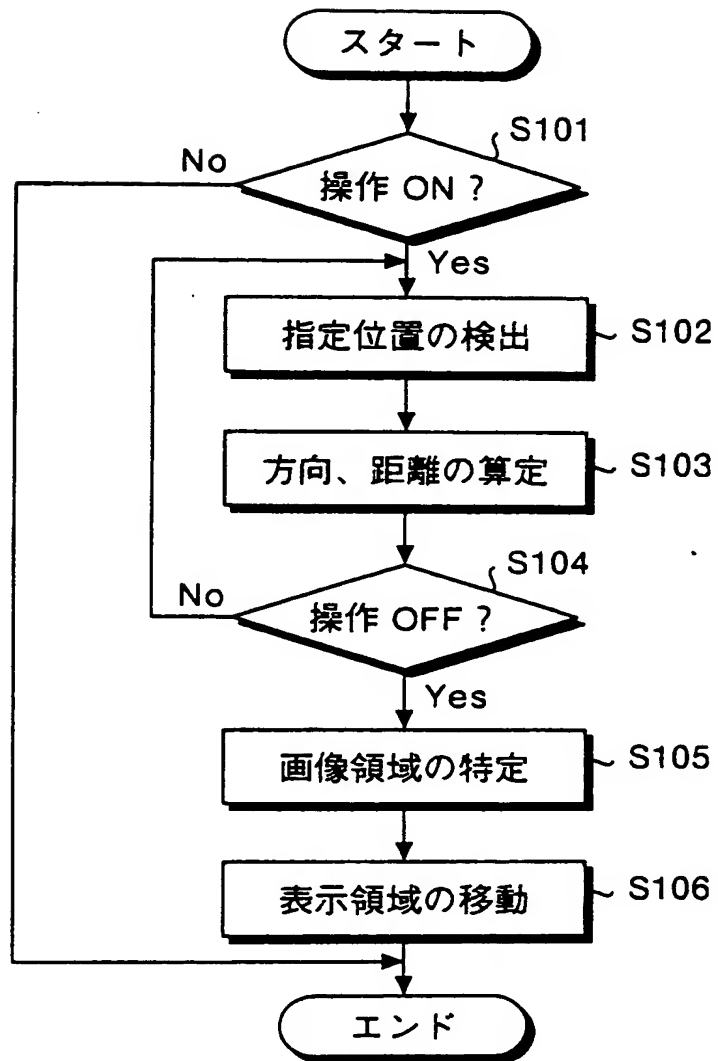 スタート
S101
No
操作 ON ?
Yes
指定位置の検出
S102
方向、距離の算定
S103
S104
No
操作 OFF ?
Yes
画像領域の特定
S105
表示領域の移動
S106
エンド